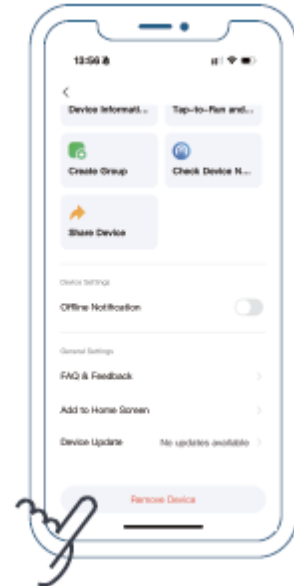 13:56
Device Informati...
Tap-to-Run and...
Create Group
Check Device N...
Share Device
Device Settings
Offline Notification
General Settings
FAQ & Feedback
Add to Home Screen
Device Update
No updates available
Remove Device